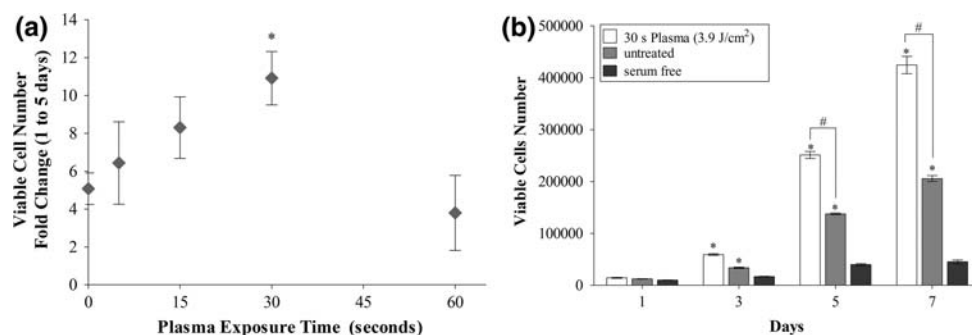 (a)
Viable Cell Number
Fold Change (1 to 5 days)
14
12
10
8
6
4
2
0
*
0
15
30
45
60
Plasma Exposure Time (seconds)
(b)
Viable Cells Number
500000
400000
300000
200000
100000
0
30 s Plasma (3.9 J/cm²)
untreated
serum free
* *
#
* *
#
* *
1
3
5
7
Days